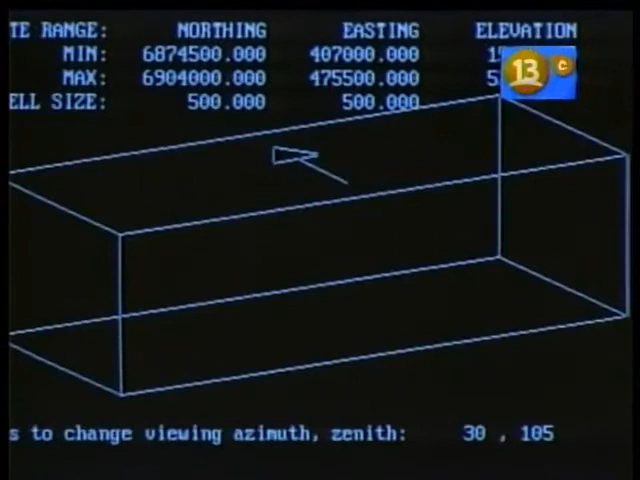 TE RANGE: NORTHING EASTING ELEVATION
MIN: 6874500.000 407000.000
MAX: 6904000.000 475500.000
ELL SIZE: 500.000 500.000
13 C
s to change viewing azimuth, zenith: 30 , 105